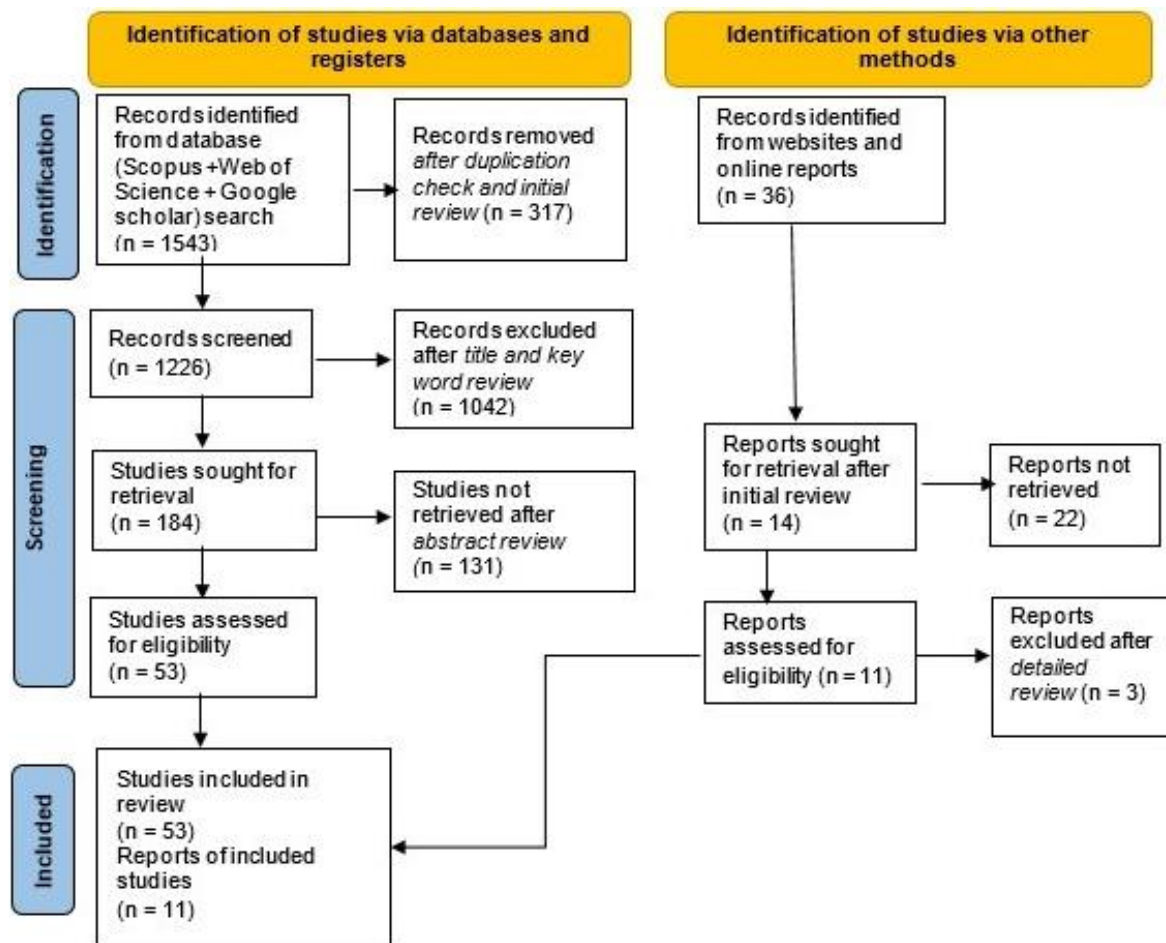 Identification of studies via databases and
registers
Identification of studies via other
methods
Identification
Records identified
from database
(Scopus +Web of
Science + Google
scholar) search
(n = 1543)
Records removed
after duplication
check and initial
review (n = 317)
Records identified
from websites and
online reports
(n = 36)
Screening
Records screened
(n = 1226)
Records excluded
after title and key
word review
n = 1042)
Studies sought for
retrieval
(n = 184)
Studies not
retrieved after
abstract review
(n = 131)
Reports sought
for retrieval after
initial review
(n = 14)
Reports not
retrieved
(n = 22)
Studies assessed
for eligibility
(n = 53)
Reports
assessed for
eligibility (n = 11)
Reports
excluded after
detailed
review (n = 3)
Included
Studies included in
review
(n = 53)
Reports of included
studies
(n = 11)